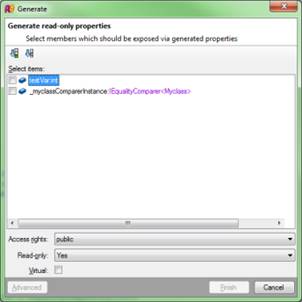 Generate
Generate read-only properties
Select members which should be exposed via generated properties
Select items:
testVar:int
_myclassComparerInstance:IEqualityComparer<Myclass>
Access rights: public
Read-only: Yes
Virtual:
Advanced Finish Cancel